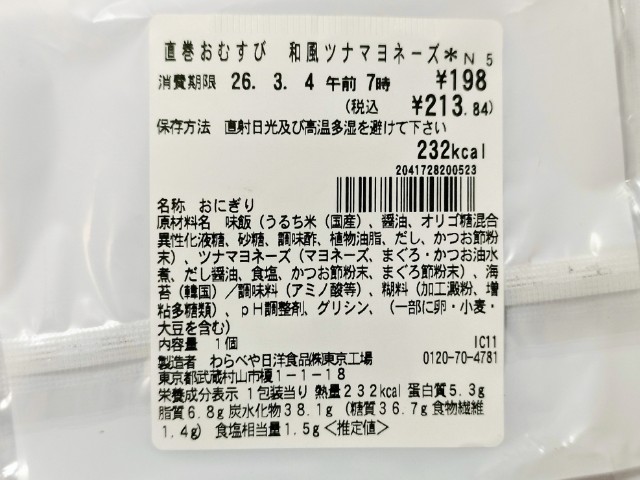 直巻おむすび 和風ツナマヨネーズ＊N 5
消費期限 26. 3. 4 午前 7時 ¥198
(税込 ¥213.84)
保存方法 直射日光及び高温多湿を避けて下さい
232kcal
2041728200523
名称 おにぎり
原材料名 味飯（うるち米（国産）、醤油、オリゴ糖混合
異性化液糖、砂糖、調味酢、植物油脂、だし、かつお節粉
末）、ツナマヨネーズ（マヨネーズ、まぐろ・かつお油水
煮、だし醤油、食塩、かつお節粉末、まぐろ節粉末）、海
苔（韓国）／調味料（アミノ酸等）、糊料（加工澱粉、増
粘多糖類）、pH調整剤、グリシン、（一部に卵・小麦・
大豆を含む）
内容量 1個 IC11
製造者 わらべや日洋食品㈱東京工場 0120-70-4781
東京都武蔵村山市榎1－1－18
栄養成分表示 1包装当り 熱量232kcal 蛋白質5.3g
脂質6.8g 炭水化物38.1g（糖質36.7g 食物繊維
1.4g) 食塩相当量1.5g <推定値>